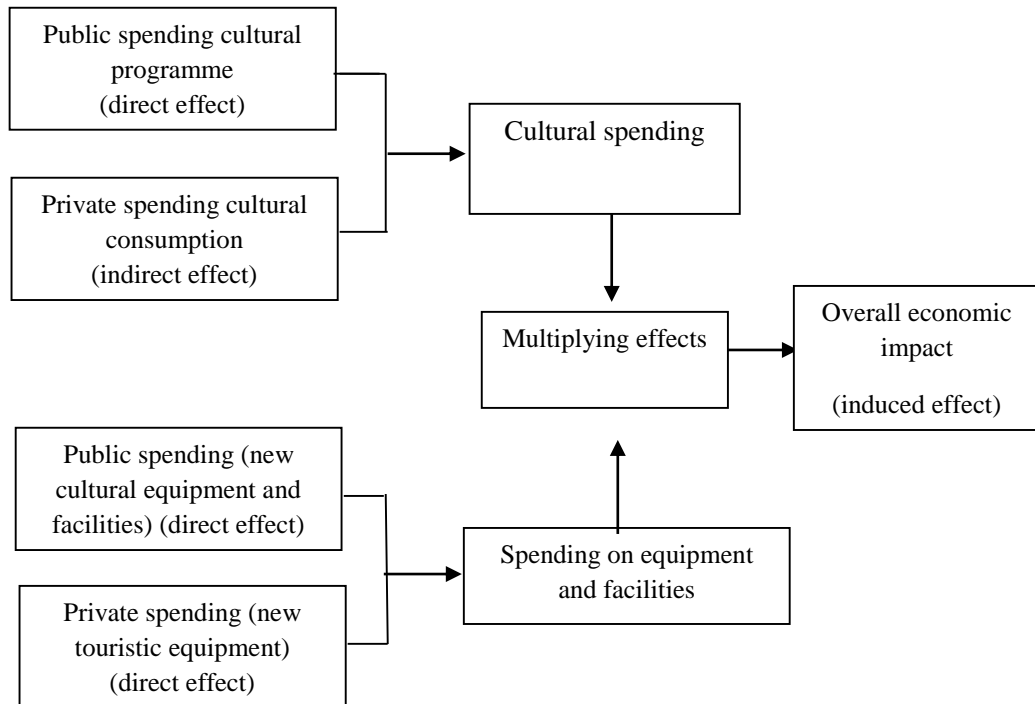 Public spending cultural
programme
(direct effect)
Private spending cultural
consumption
(indirect effect)
Cultural spending
Multiplying effects
Overall economic
impact
(induced effect)
Public spending (new
cultural equipment and
facilities) (direct effect)
Private spending (new
touristic equipment)
(direct effect)
Spending on equipment
and facilities